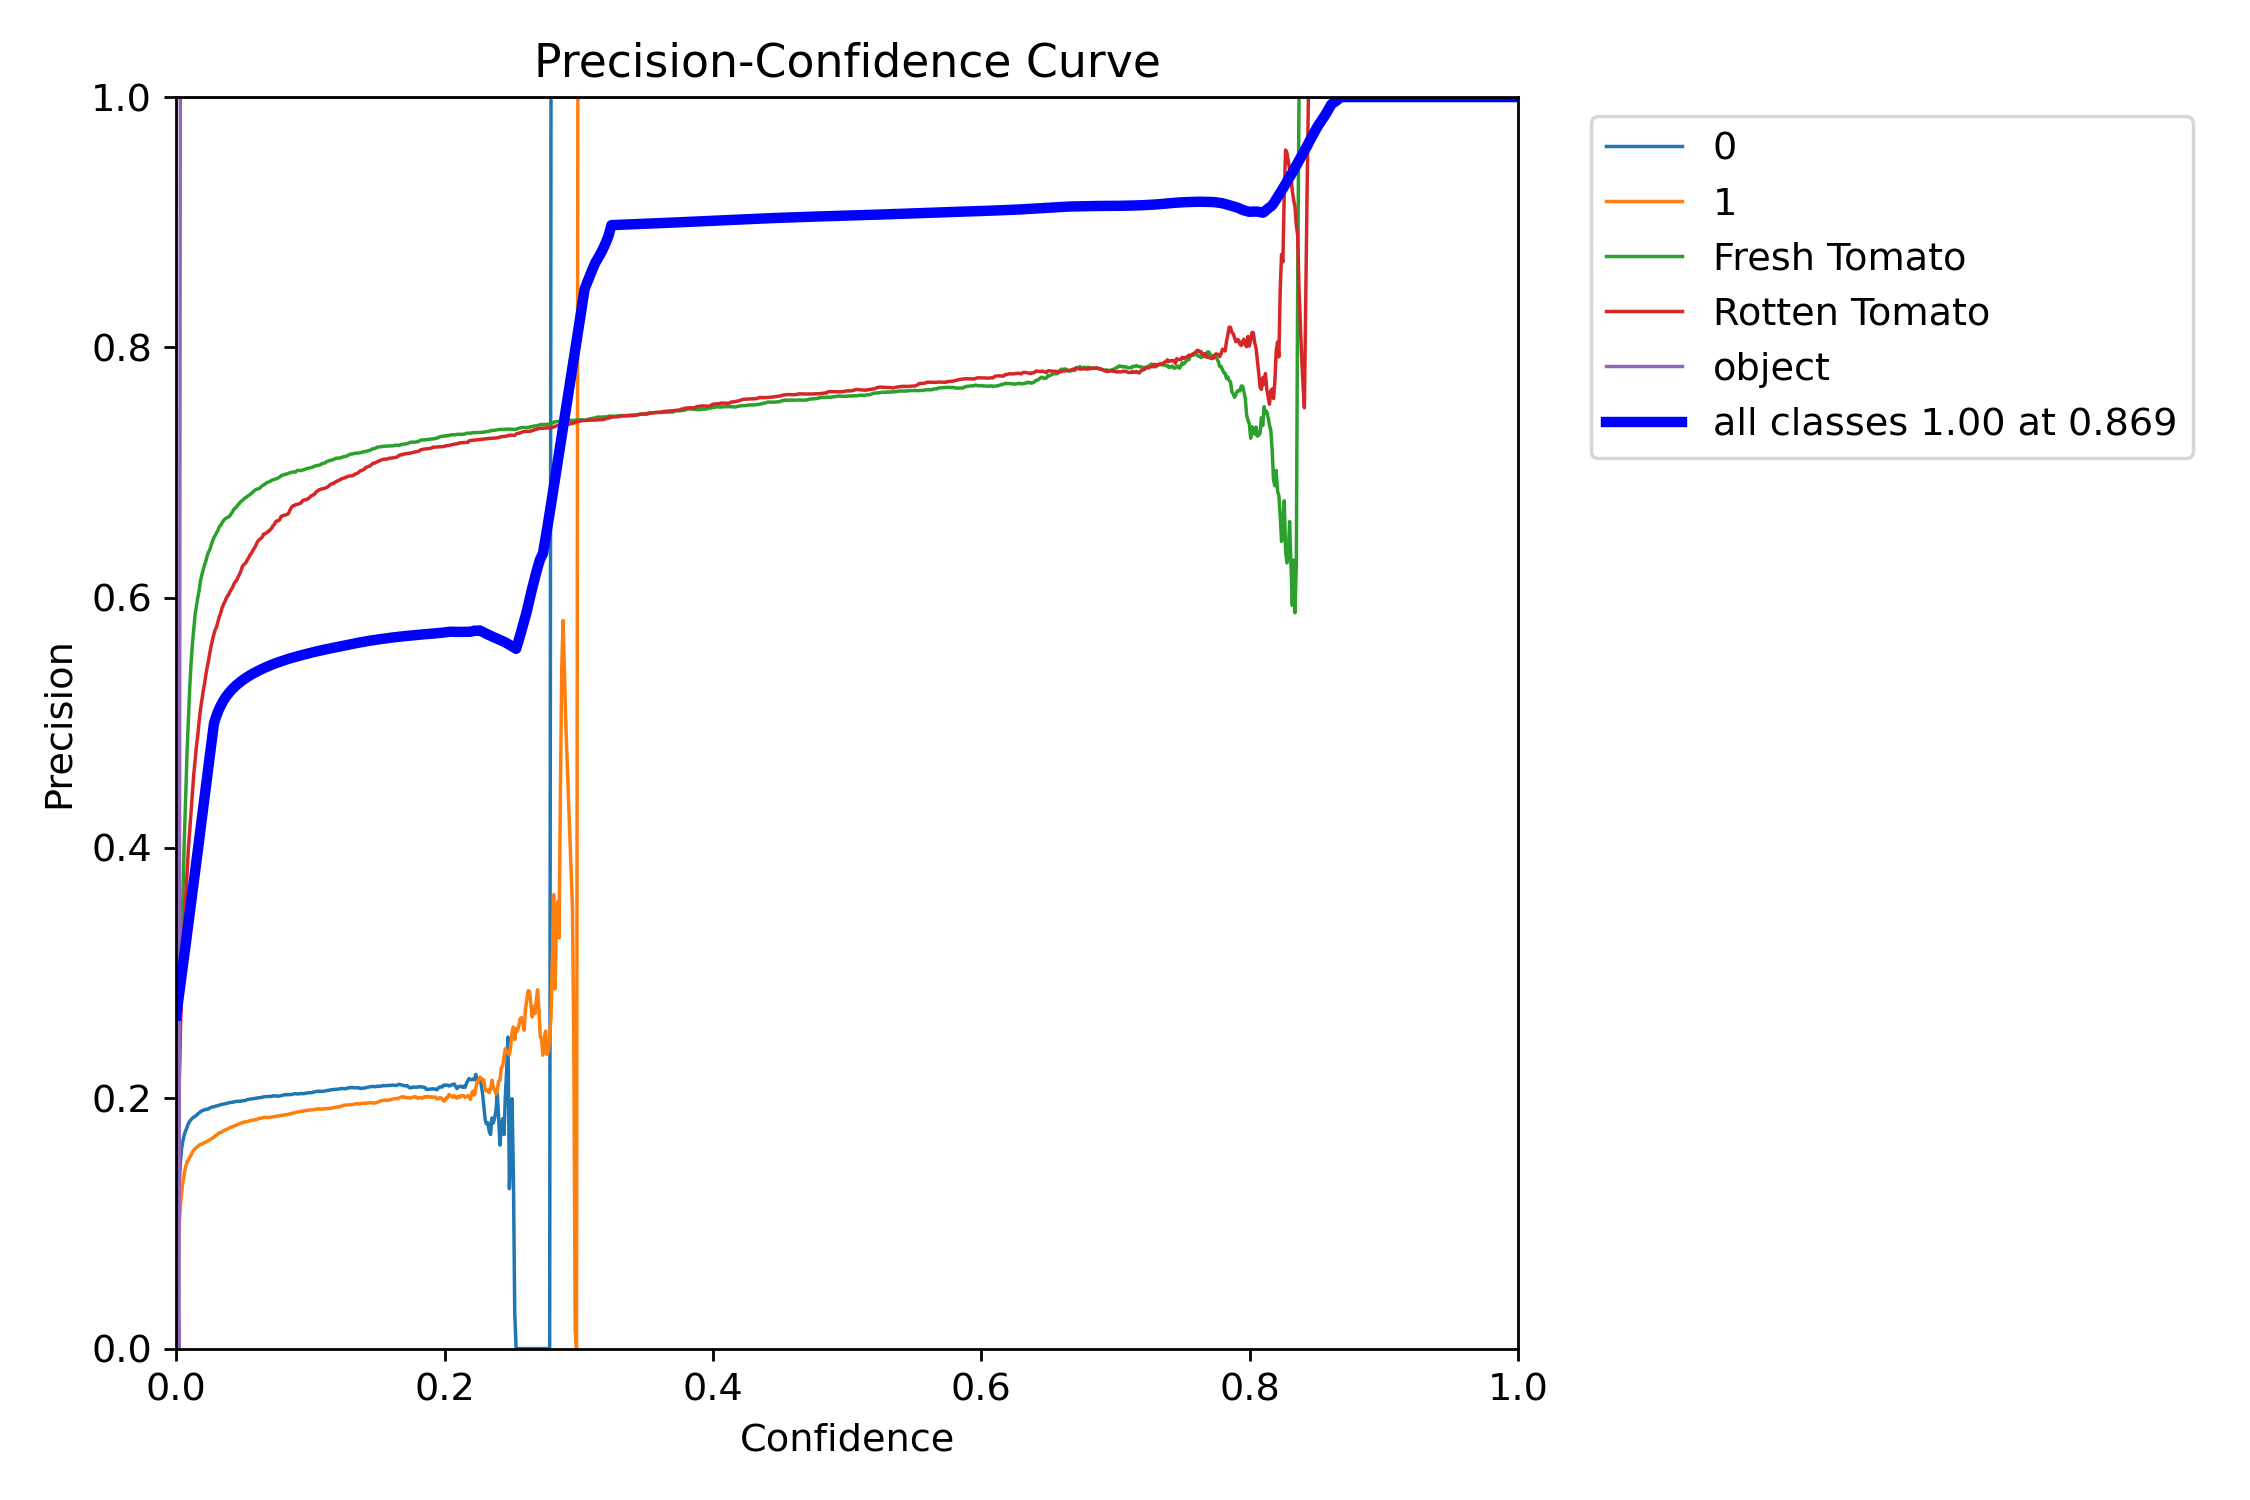 Precision-Confidence Curve
1.0
0.8
0.6
0.4
0.2
0.0
Precision
0.0 0.2 0.4 0.6 0.8 1.0
Confidence
0
1
Fresh Tomato
Rotten Tomato
object
all classes 1.00 at 0.869